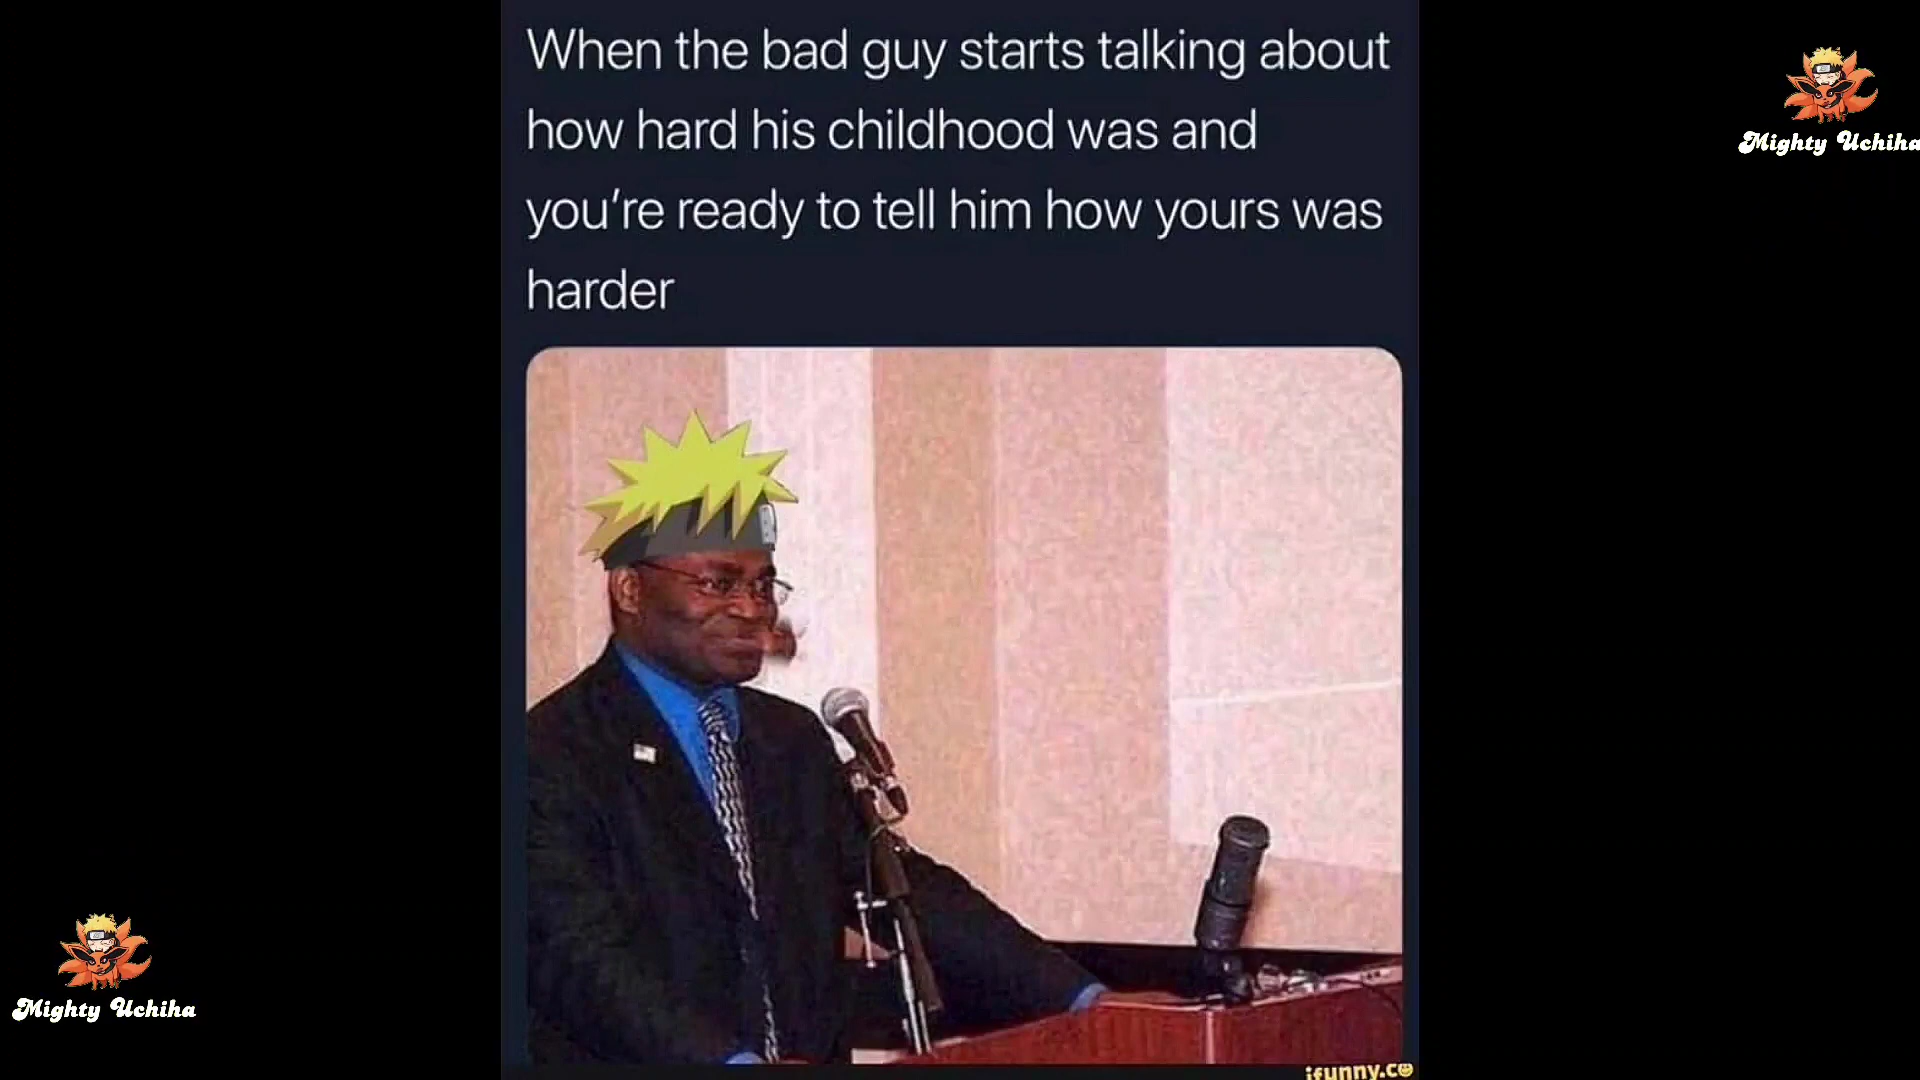 When the bad guy starts talking about
how hard his childhood was and
you're ready to tell him how yours was
harder
Mighty Uchiha
Mighty Uchiha
ifunny.co